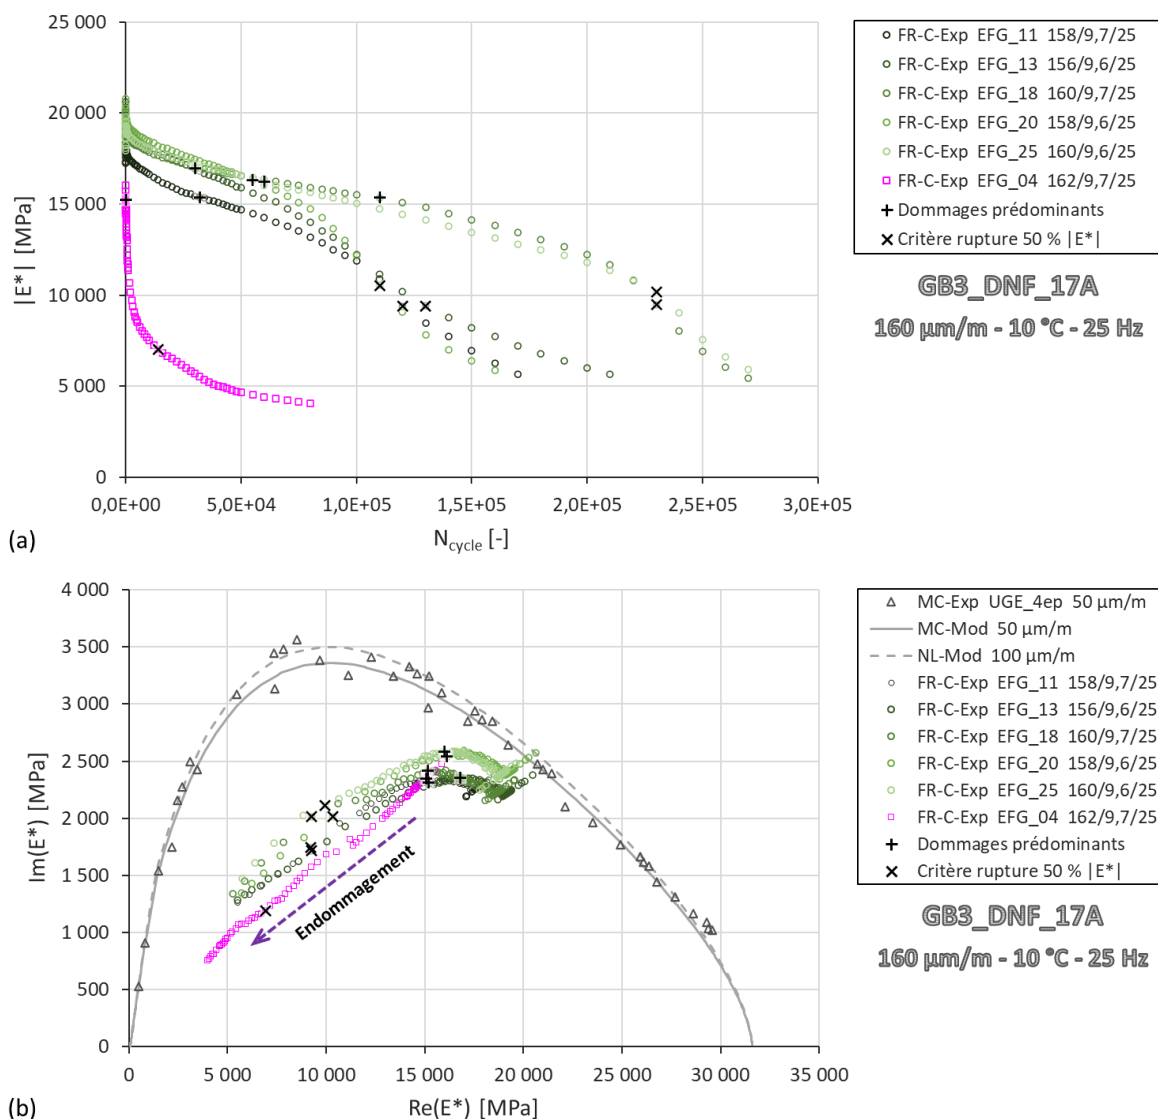 25 000
20 000
15 000
10 000
5 000
0
|E*| [MPa]
0,0E+00 5,0E+04 1,0E+05 1,5E+05 2,0E+05 2,5E+05 3,0E+05
Ncycle [-]
(a)
FR-C-Exp EFG_11 158/9,7/25
FR-C-Exp EFG_13 156/9,6/25
FR-C-Exp EFG_18 160/9,7/25
FR-C-Exp EFG_20 158/9,6/25
FR-C-Exp EFG_25 160/9,6/25
FR-C-Exp EFG_04 162/9,7/25
Dommages prédominants
Critère rupture 50 % |E*|
GB3_DNF_17A
160 µm/m - 10 °C - 25 Hz
4 000
3 500
3 000
2 500
2 000
1 500
1 000
500
0
Im(E*) [MPa]
Endommagement
0 5 000 10 000 15 000 20 000 25 000 30 000 35 000
Re(E*) [MPa]
(b)
MC-Exp UGE_4ep 50 µm/m
MC-Mod 50 µm/m
NL-Mod 100 µm/m
FR-C-Exp EFG_11 158/9,7/25
FR-C-Exp EFG_13 156/9,6/25
FR-C-Exp EFG_18 160/9,7/25
FR-C-Exp EFG_20 158/9,6/25
FR-C-Exp EFG_25 160/9,6/25
FR-C-Exp EFG_04 162/9,7/25
Dommages prédominants
Critère rupture 50 % |E*|
GB3_DNF_17A
160 µm/m - 10 °C - 25 Hz